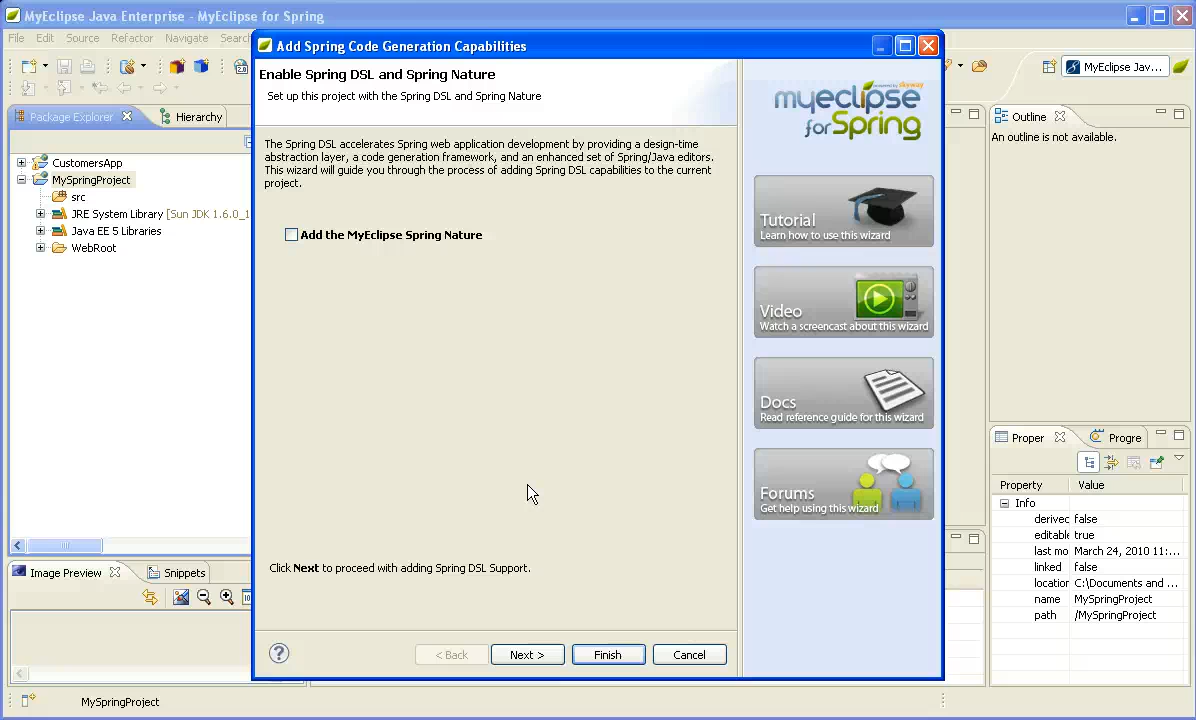 MyEclipse Java Enterprise - MyEclipse for Spring
File Edit Source Refactor Navigate Search
MyEclipse Jav...
Package Explorer
Hierarchy
CustomersApp
MySpringProject
src
JRE System Library [Sun JDK 1.6.0_1
Java EE 5 Libraries
WebRoot
Image Preview
Snippets
MySpringProject
Add Spring Code Generation Capabilities
Enable Spring DSL and Spring Nature
Set up this project with the Spring DSL and Spring Nature
The Spring DSL accelerates Spring web application development by providing a design-time
abstraction layer, a code generation framework, and an enhanced set of Spring/Java editors.
This wizard will guide you through the process of adding Spring DSL capabilities to the current
project.
Add the MyEclipse Spring Nature
Click Next to proceed with adding Spring DSL Support.
?
< Back
Next >
Finish
Cancel
powered by skyway
myeclipse
for Spring
Tutorial
Learn how to use this wizard
Video
Watch a screencast about this wizard
Docs
Read reference guide for this wizard
Forums
Get help using this wizard
Outline
An outline is not available.
Proper
Progre
Property Value
Info
derivec false
editable true
last mo March 24, 2010 11:...
linked false
location C:\Documents and ...
name MySpringProject
path /MySpringProject